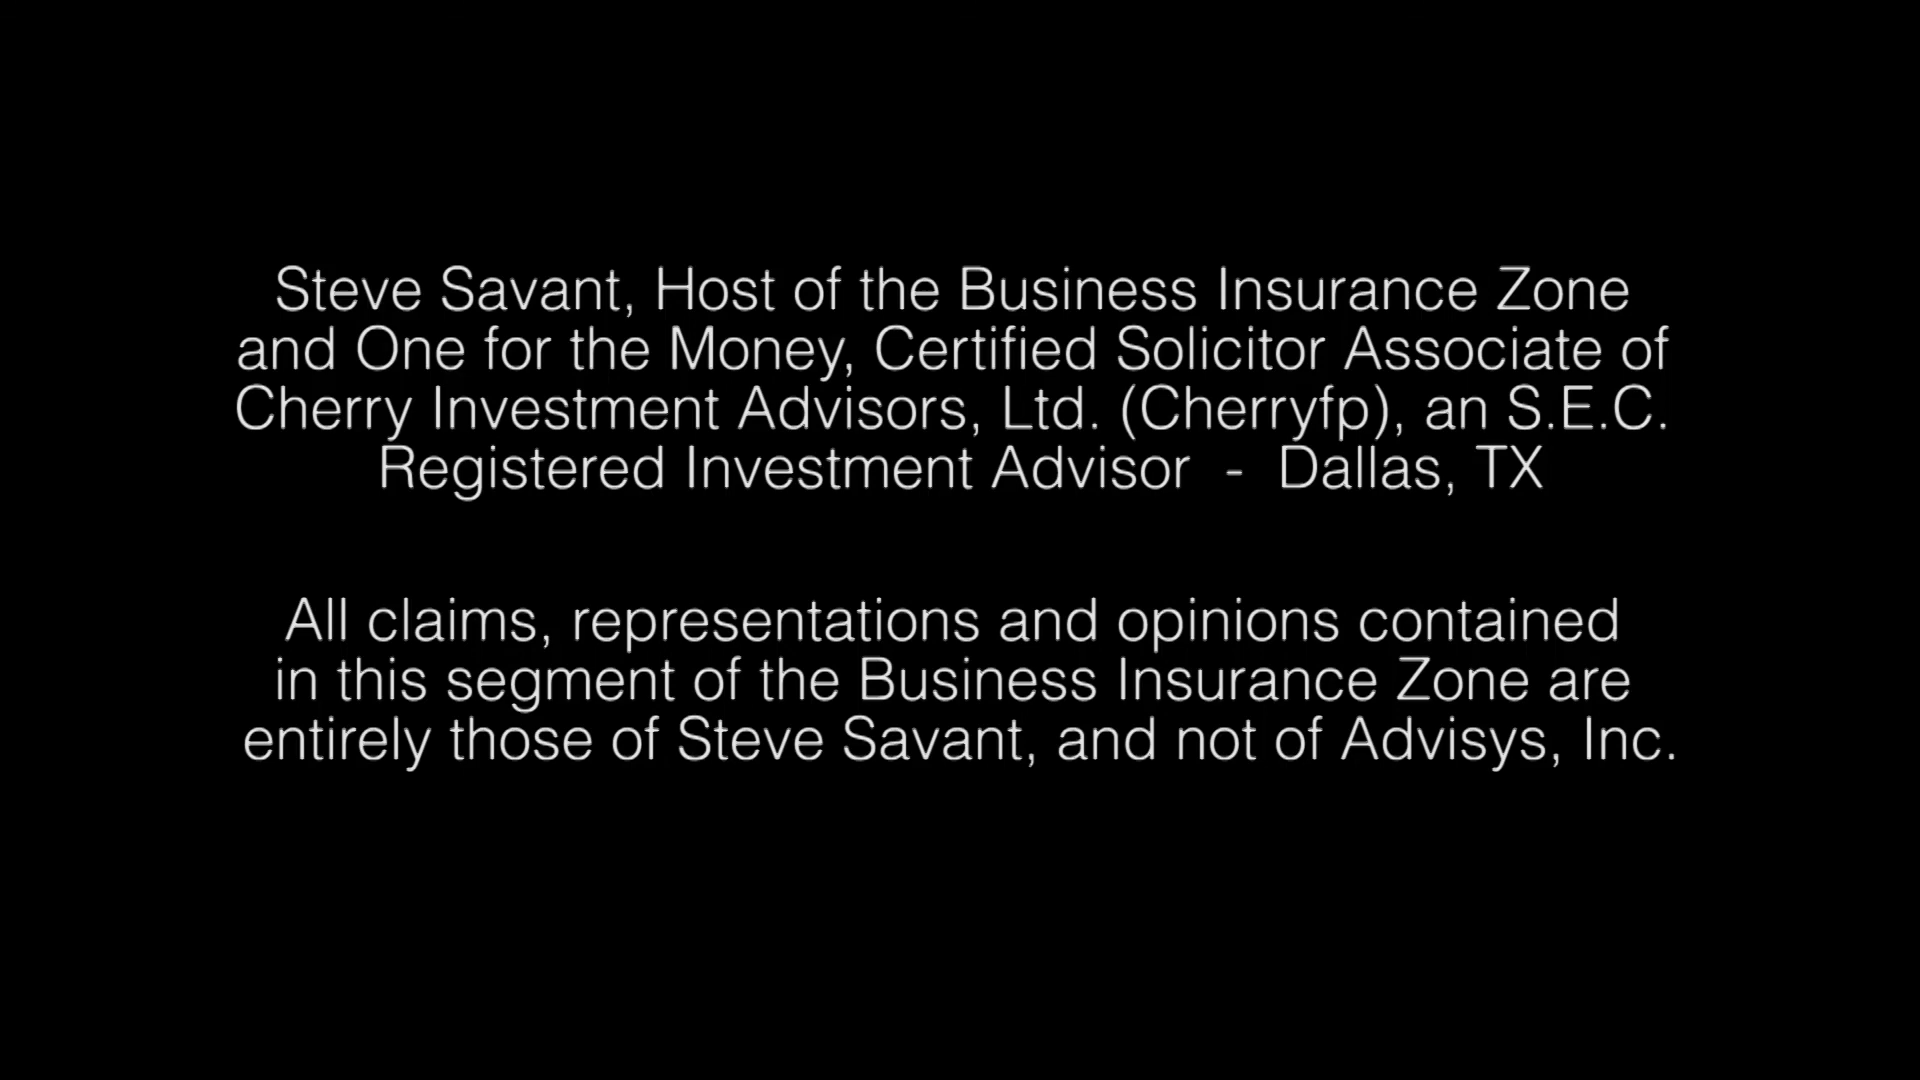 Steve Savant, Host of the Business Insurance Zone
and One for the Money, Certified Solicitor Associate of
Cherry Investment Advisors, Ltd. (Cherryfp), an S.E.C.
Registered Investment Advisor - Dallas, TX
All claims, representations and opinions contained
in this segment of the Business Insurance Zone are
entirely those of Steve Savant, and not of Advisys, Inc.